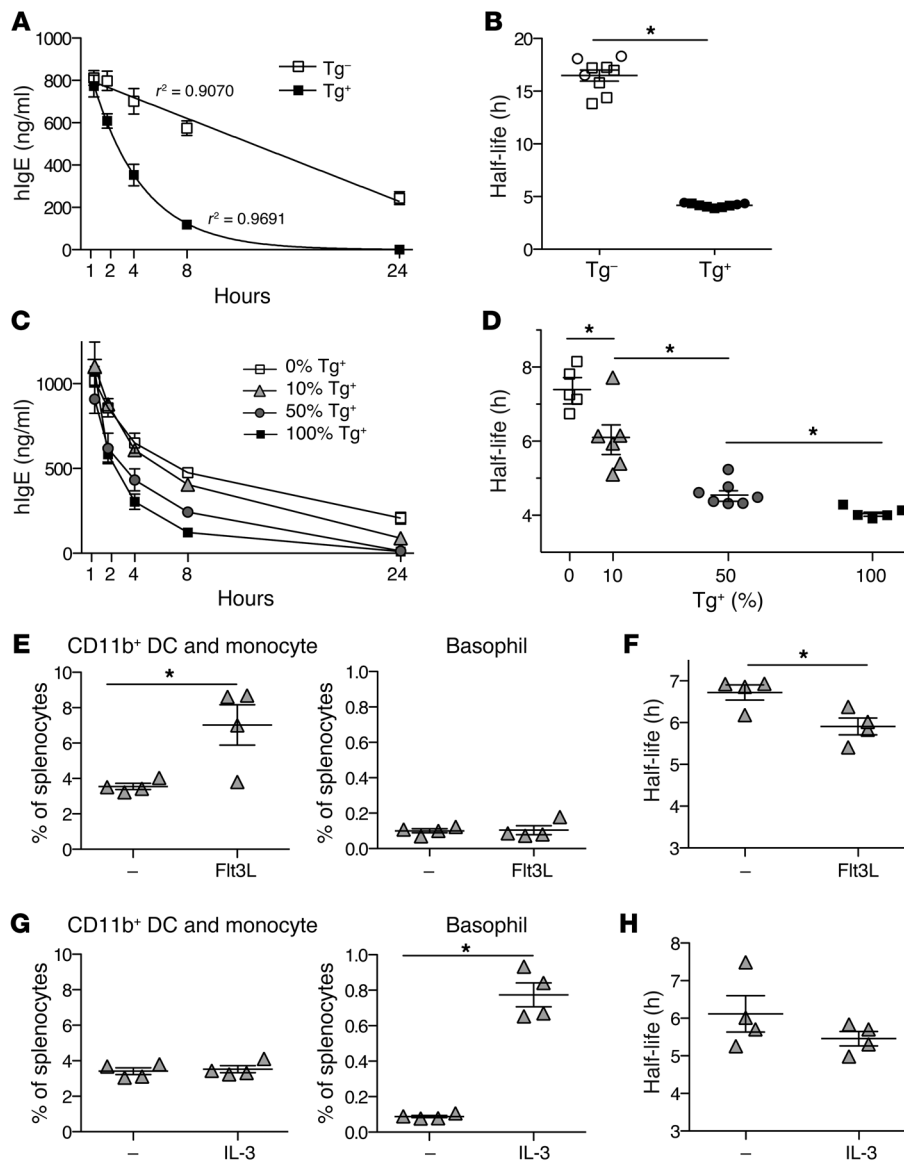 A
hIgE (ng/ml)
1000
800
600
400
200
0
1 2 4 8 24
Hours
Tg⁻
Tg⁺
r² = 0.9070
r² = 0.9691
B
Half-life (h)
20
15
10
5
0
Tg⁻ Tg⁺
*
C
hIgE (ng/ml)
1000
500
0
1 2 4 8 24
Hours
0% Tg⁺
10% Tg⁺
50% Tg⁺
100% Tg⁺
D
Half-life (h)
8
6
4
0 10 50 100
Tg⁺ (%)
*
*
*
E
CD11b⁺ DC and monocyte
% of splenocytes
10
8
6
4
2
0
– Flt3L
*
Basophil
% of splenocytes
1.0
0.8
0.6
0.4
0.2
0.0
– Flt3L
F
Half-life (h)
7
6
5
4
3
– Flt3L
*
G
CD11b⁺ DC and monocyte
% of splenocytes
10
8
6
4
2
0
– IL-3
Basophil
% of splenocytes
1.0
0.8
0.6
0.4
0.2
0.0
– IL-3
*
H
Half-life (h)
8
7
6
5
4
3
– IL-3